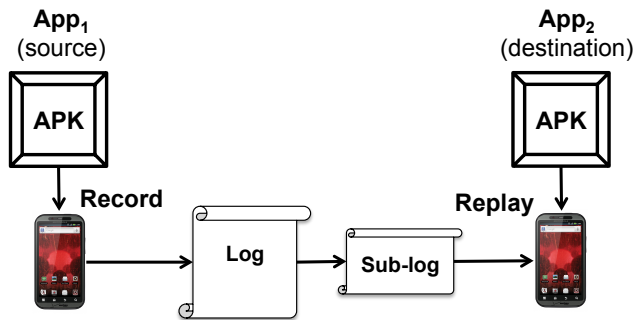 App₁
(source)
App₂
(destination)
APK
APK
Record
Replay
Log
Sub-log